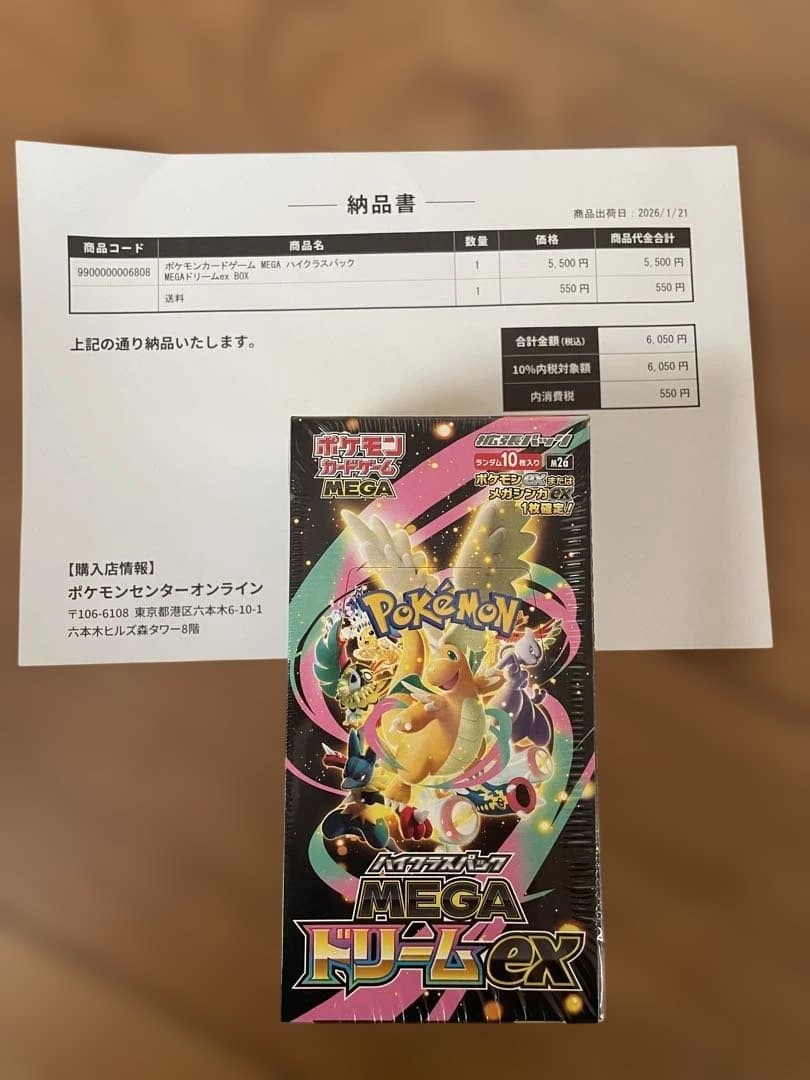 納品書
商品出荷日：2026/1/21
商品コード 商品名 数量 価格 商品代金合計
9900000006808 ポケモンカードゲーム MEGA ハイクラスパック 1 5,500 円 5,500 円
MEGAドリームex BOX
送料 1 550 円 550 円
上記の通り納品いたします。
合計金額(税込) 6,050 円
10%内税対象額 6,050 円
内消費税 550 円
【購入店情報】
ポケモンセンターオンライン
〒106-6108 東京都港区六本木6-10-1
六本木ヒルズ森タワー8階
ポケモン
カードゲーム
MEGA
拡張パック
ランダム10枚入り M2a
ポケモンexまたは
メガシンカex
1枚確定!
POKéMON
ハイクラスパック
MEGA
ドリームex